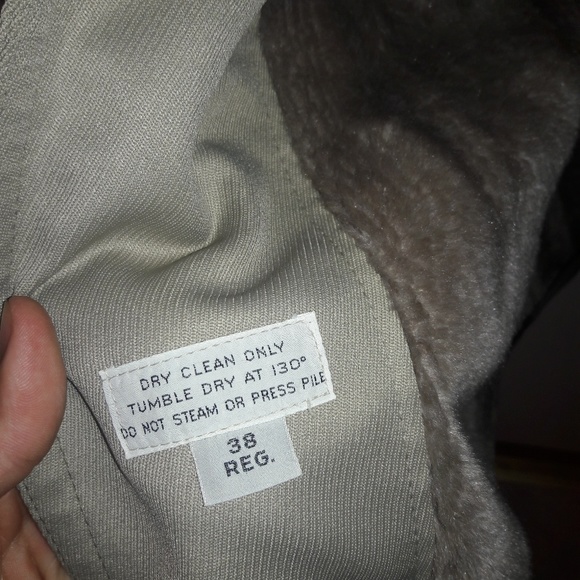 DRY CLEAN ONLY
TUMBLE DRY AT 130°
DO NOT STEAM OR PRESS PILE
38
REG.